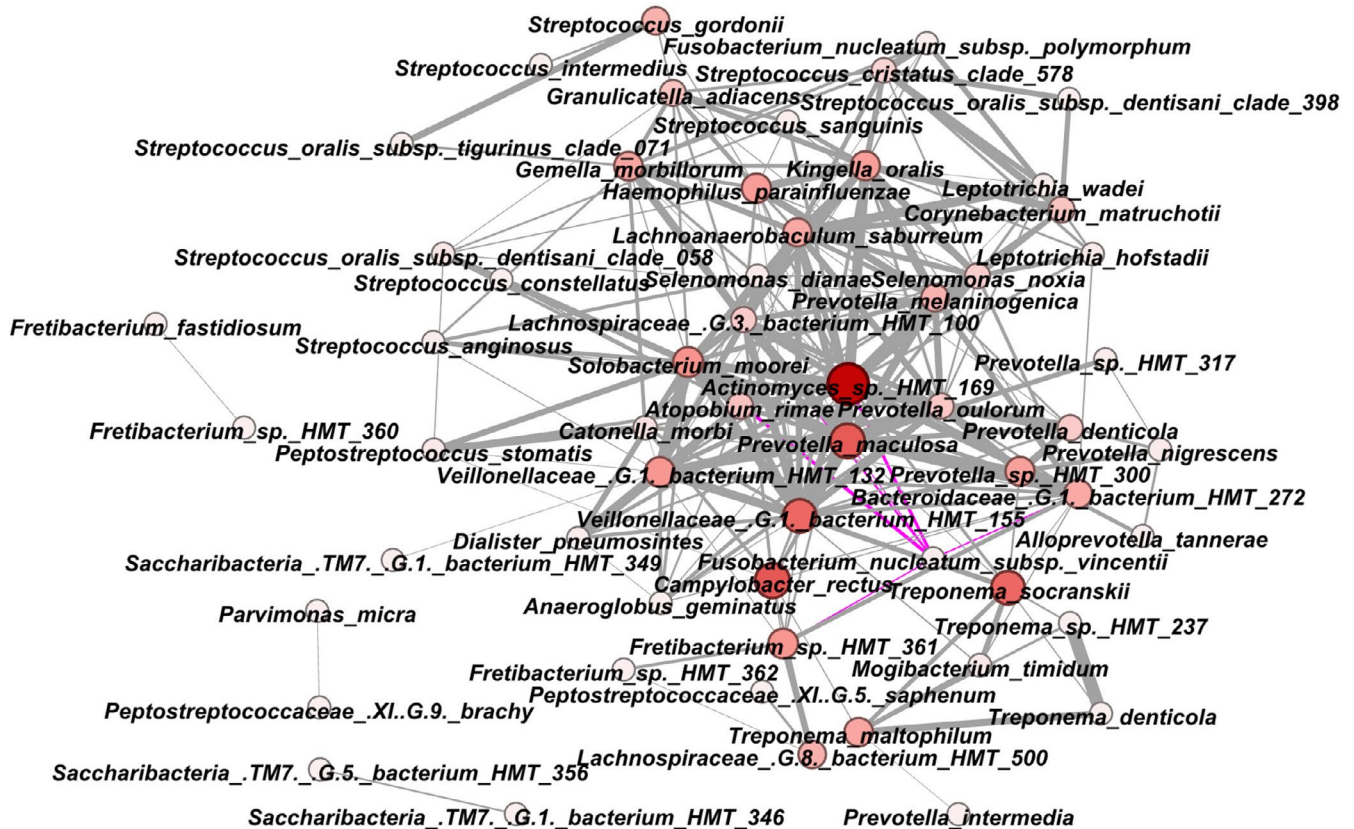 Streptococcus_gordonii
Fusobacterium_nucleatum_subsp._polymorphum
Streptococcus_intermedius
Streptococcus_cristatus_clade_578
Granulicatella_adiacens
Streptococcus_oralis_subsp._dentisani_clade_398
Streptococcus_sanguinis
Streptococcus_oralis_subsp._tigurinus_clade_071
Gemella_morbillorum
Kingella_oralis
Haemophilus_parainfluenzae
Leptotrichia_wadei
Corynebacterium_matruchotii
Lachnoanaerobaculum_saburreum
Streptococcus_oralis_subsp._dentisani_clade_058
Leptotrichia_hofstadii
Streptococcus_constellatus
Selenomonas_dianae
Selenomonas_noxia
Prevotella_melaninogenica
Fretibacterium_fastidiosum
Lachnospiraceae_.G.3._bacterium_HMT_100
Streptococcus_anginosus
Solobacterium_moorei
Prevotella_sp._HMT_317
Actinomyces_sp._HMT_169
Atopobium_rimae
Prevotella_oulorum
Fretibacterium_sp._HMT_360
Catonella_morbi
Prevotella_denticola
Peptostreptococcus_stomatis
Prevotella_maculosa
Prevotella_nigrescens
Veillonellaceae_.G.1._bacterium_HMT_132
Prevotella_sp._HMT_300
Bacteroidaceae_.G.1._bacterium_HMT_272
Veillonellaceae_.G.1._bacterium_HMT_155
Dialister_pneumosintes
Alloprevotella_tannerae
Saccharibacteria_.TM7._.G.1._bacterium_HMT_349
Fusobacterium_nucleatum_subsp._vincentii
Campylobacter_rectus
Treponema_socranskii
Parvimonas_micra
Anaeroglobus_geminatus
Treponema_sp._HMT_237
Fretibacterium_sp._HMT_361
Fretibacterium_sp._HMT_362
Mogibacterium_timidum
Peptostreptococcaceae_.XI..G.5._saphenum
Peptostreptococcaceae_.XI..G.9._brachy
Treponema_denticola
Treponema_maltophilum
Lachnospiraceae_.G.8._bacterium_HMT_500
Saccharibacteria_.TM7._.G.5._bacterium_HMT_356
Saccharibacteria_.TM7._.G.1._bacterium_HMT_346
Prevotella_intermedia